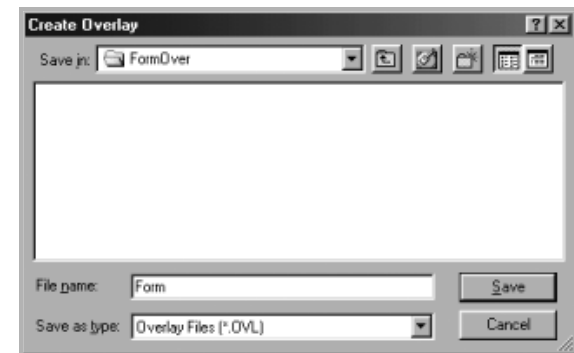 Create Overlay
Save in: FormOver
File name: Form Save
Save as type: Overlay Files (*.OVL) Cancel